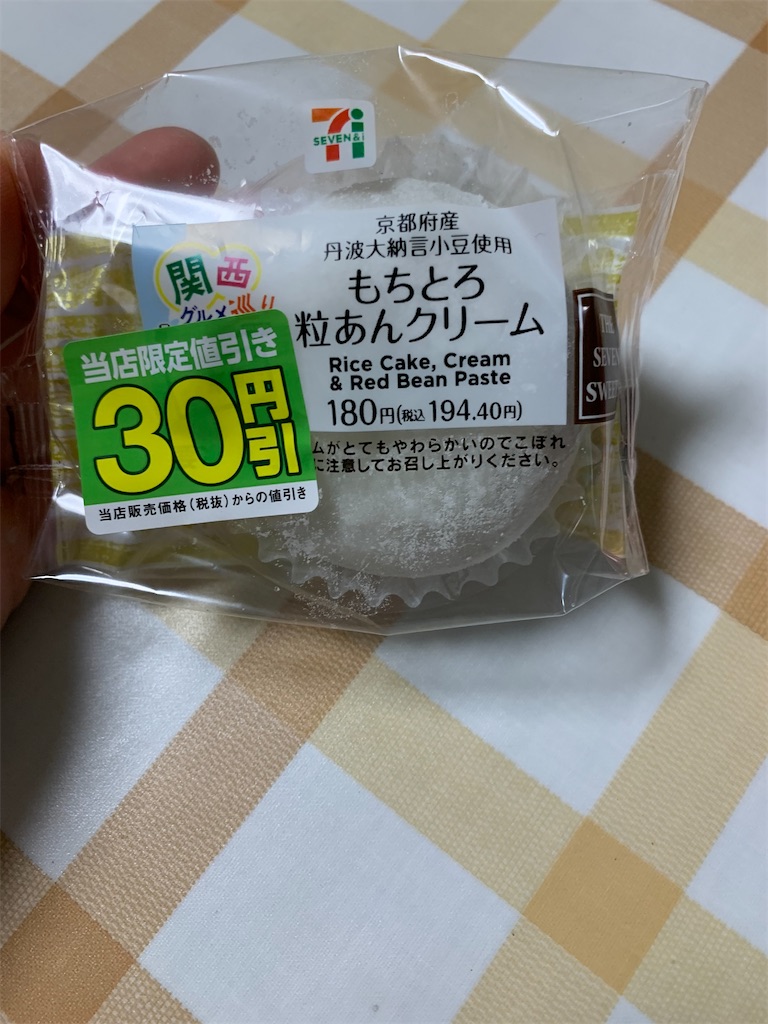 SEVEN & i
京都府産
丹波大納言小豆使用
関西
グルメ巡り
もちとろ
粒あんクリーム
Rice Cake, Cream
& Red Bean Paste
180円(税込 194.40円)
ムがとてもやわらかいのでこぼれ
に注意してお召し上がりください。
当店限定値引き
30円引
当店販売価格(税抜)からの値引き
THE
SEVEN
SWEE